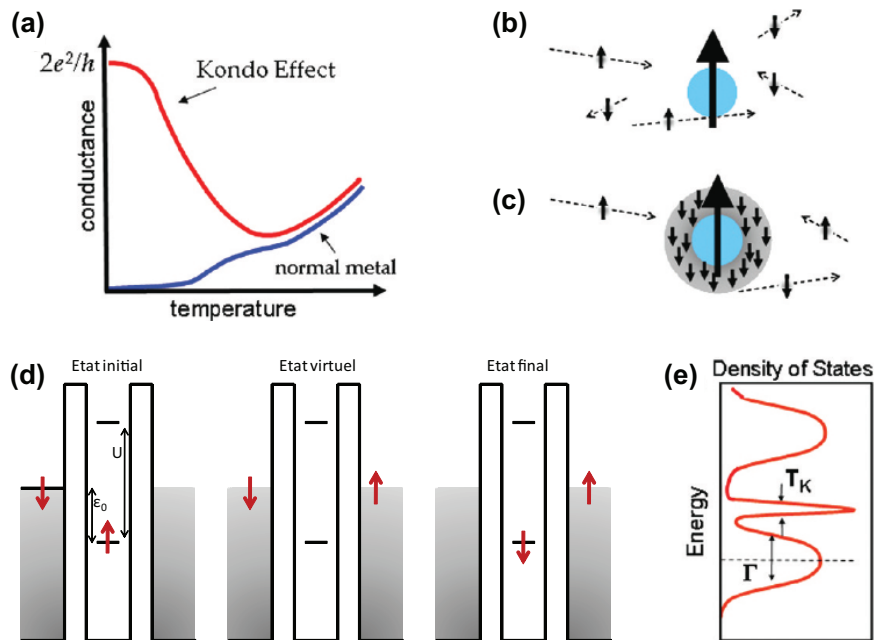 (a)
2e²/h
Kondo Effect
conductance
normal metal
temperature
(b)
(c)
(d)
Etat initial
U
ε₀
Etat virtuel
Etat final
(e)
Density of States
T_K
Energy
Γ